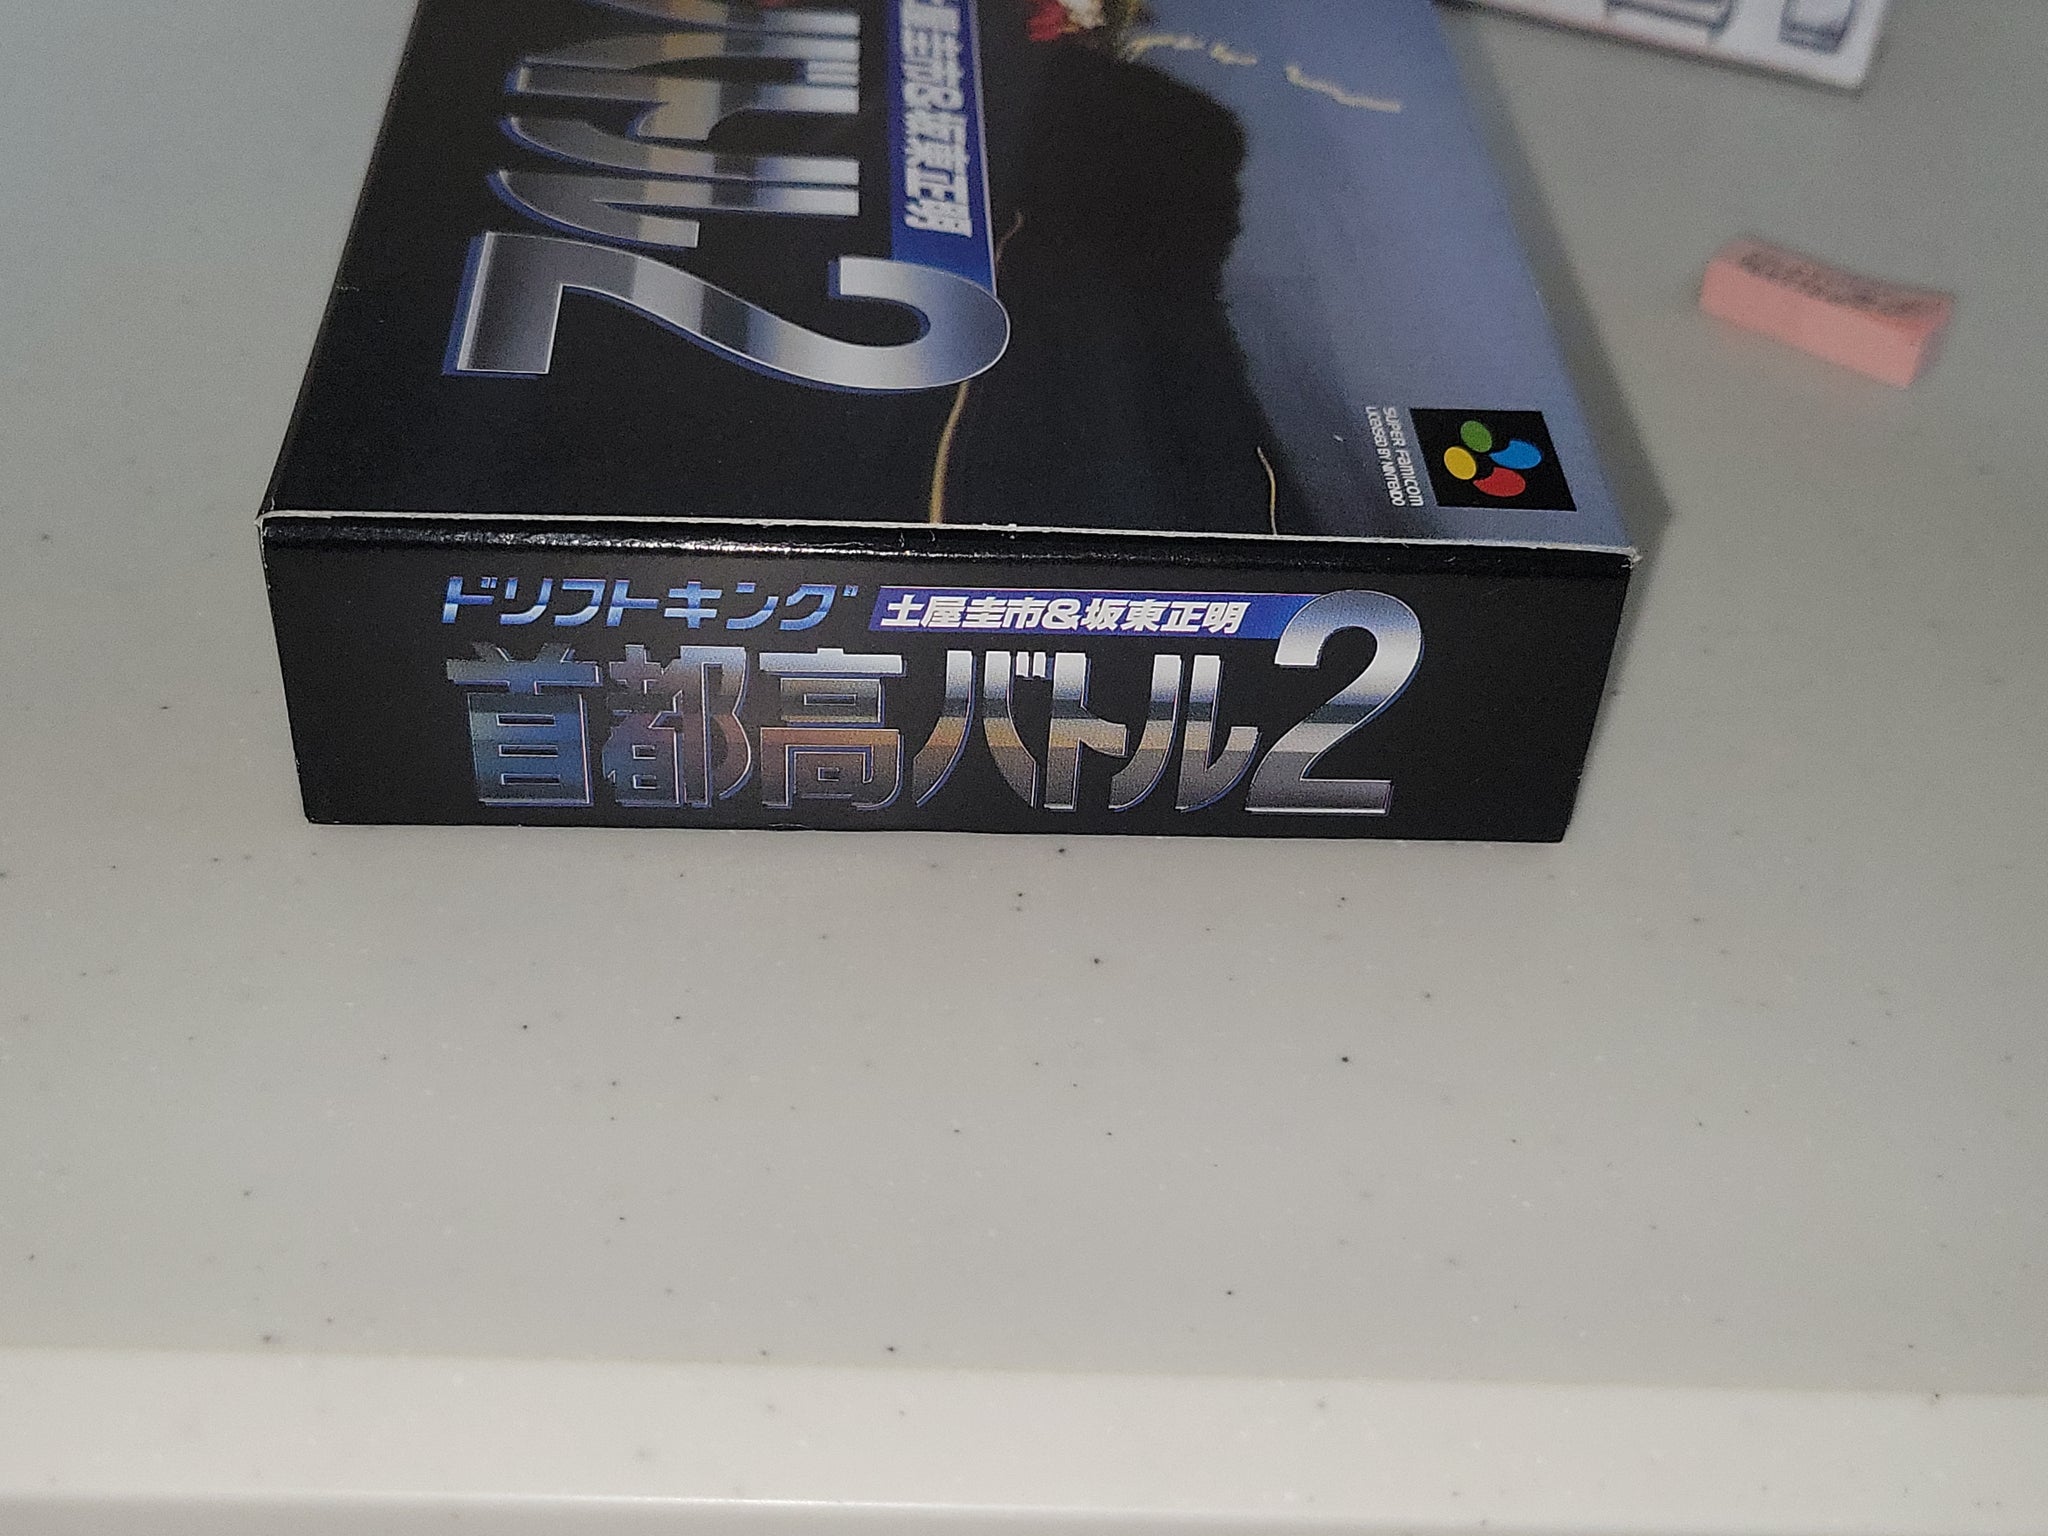 土屋圭市&坂東正明
バトル2
SUPER FAMICOM
LICENSED BY NINTENDO
ドリフトキング 土屋圭市&坂東正明
首都高バトル2